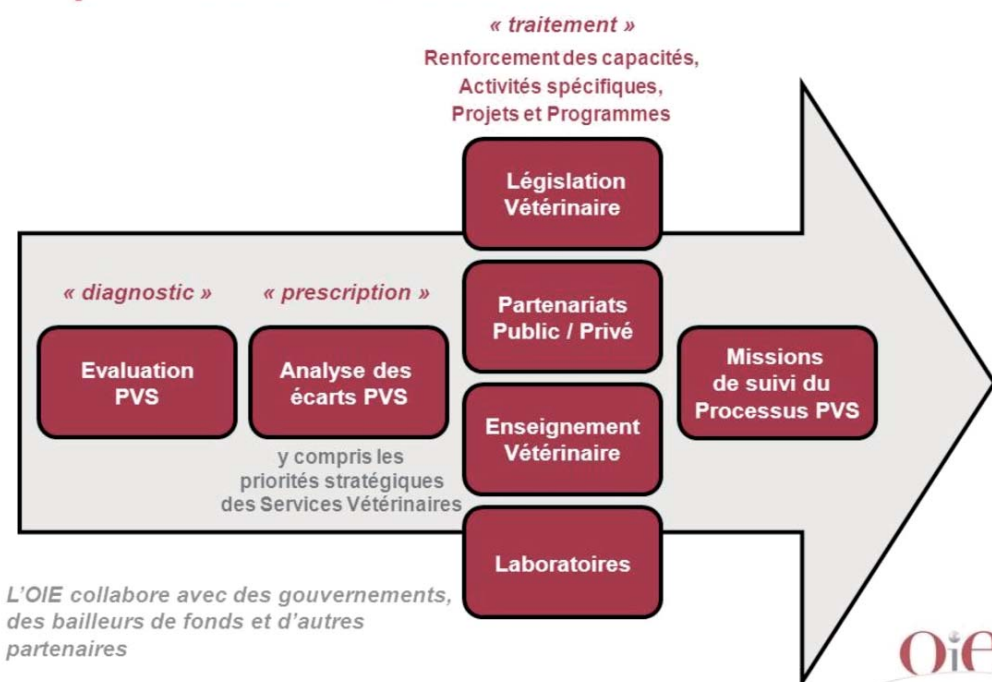 « traitement »
Renforcement des capacités,
Activités spécifiques,
Projets et Programmes
Législation
Vétérinaire
« diagnostic »
« prescription »
Partenariats
Public / Privé
Evaluation
PVS
Analyse des
écarts PVS
Missions
de suivi du
Processus PVS
Enseignement
Vétérinaire
y compris les
priorités stratégiques
des Services Vétérinaires
Laboratoires
L'OIE collabore avec des gouvernements,
des bailleurs de fonds et d'autres
partenaires
OiE